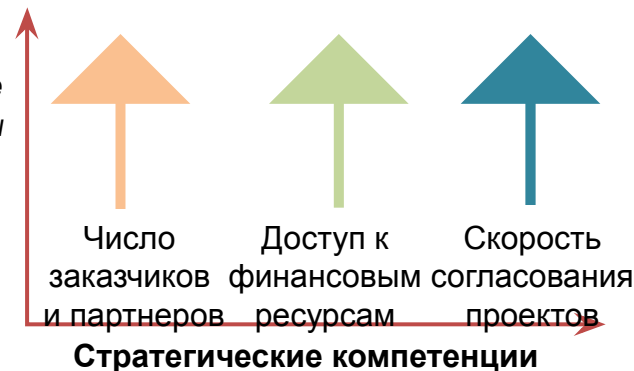 Число
заказчиков
и партнеров
Доступ к
финансовым
ресурсам
Скорость
согласования
проектов
Стратегические компетенции